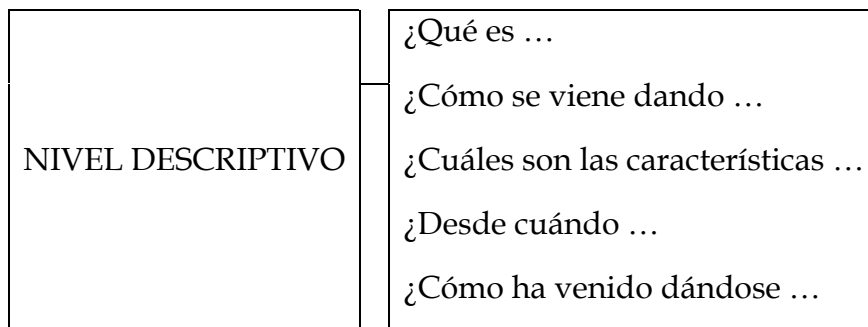 ¿Qué es …
¿Cómo se viene dando …
NIVEL DESCRIPTIVO
¿Cuáles son las características …
¿Desde cuándo …
¿Cómo ha venido dándose …